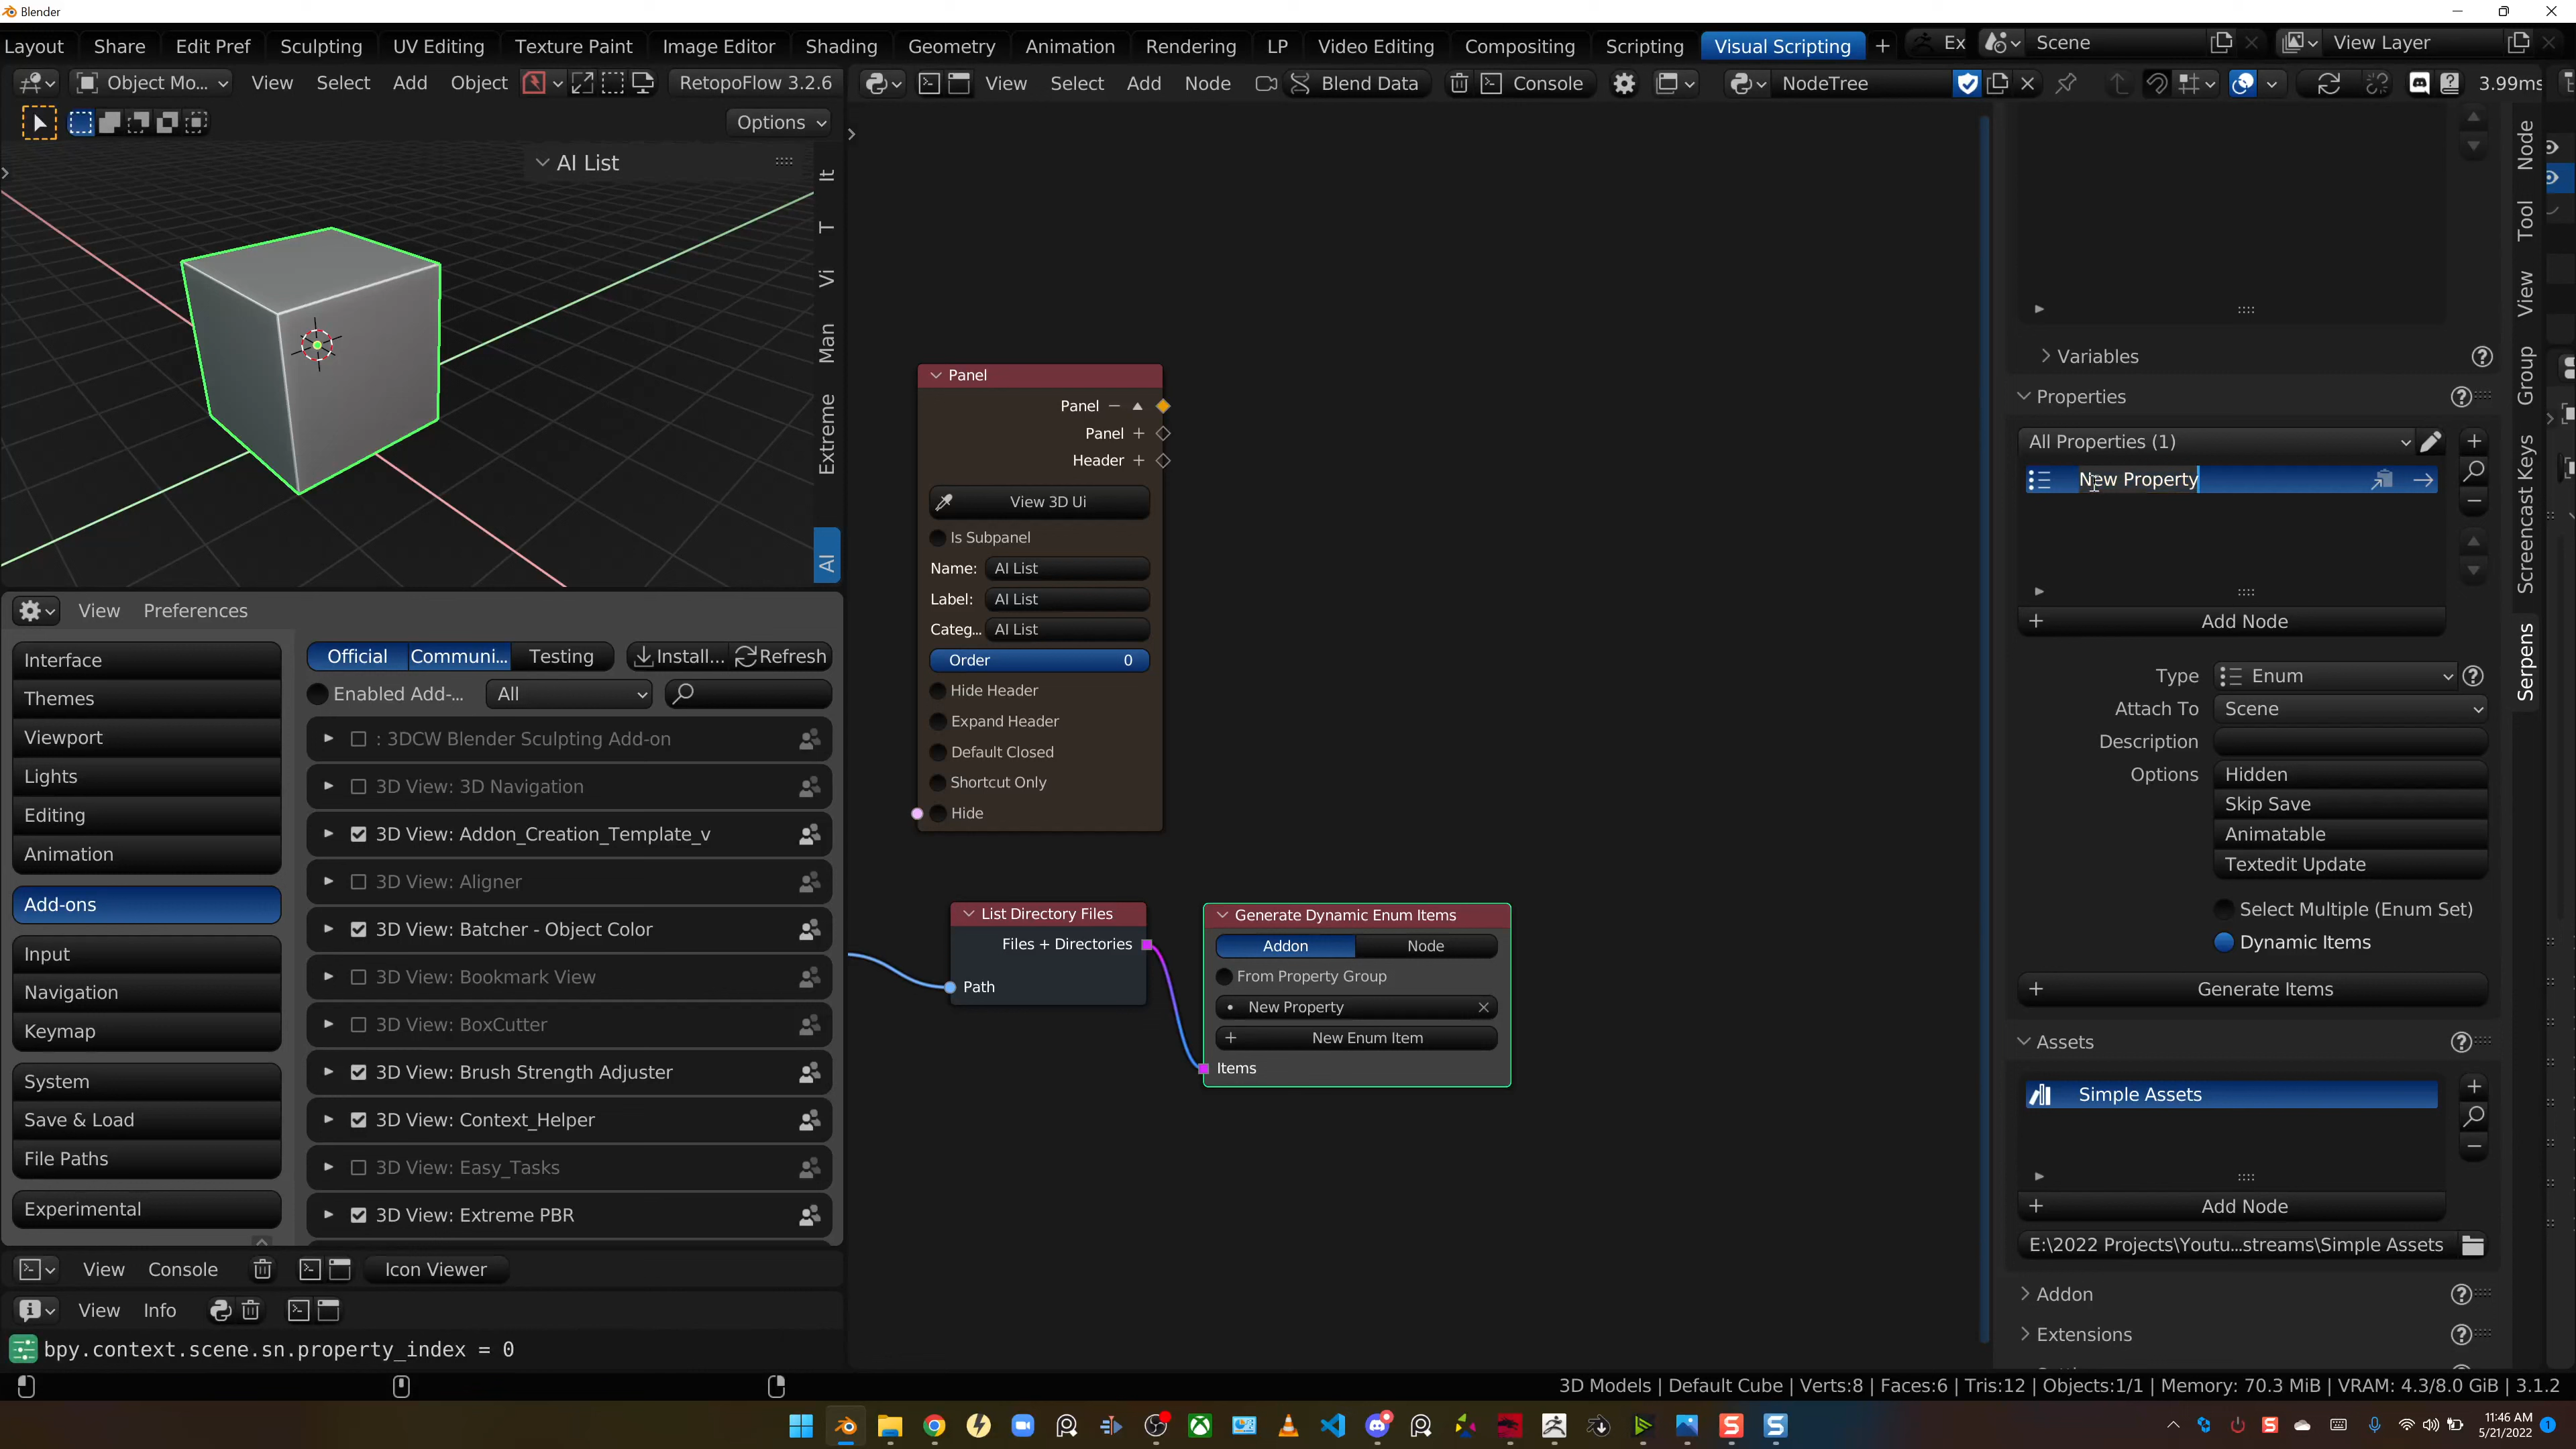 Blender
Layout Share Edit Pref Sculpting UV Editing Texture Paint Image Editor Shading Geometry Animation Rendering LP Video Editing Compositing Scripting Visual Scripting + Ex Scene View Layer
Object Mo... View Select Add Object RetopoFlow 3.2.6
View Select Add Node Blend Data Console NodeTree 3.99ms
Options
AI List
It
T
Vi
Man
Extreme
AI
Panel
Panel
Panel
Header
View 3D Ui
Is Subpanel
Name: AI List
Label: AI List
Categ... AI List
Order 0
Hide Header
Expand Header
Default Closed
Shortcut Only
Hide
List Directory Files
Files + Directories
Path
Generate Dynamic Enum Items
Addon Node
From Property Group
New Property
New Enum Item
Items
Variables
Properties
All Properties (1)
New Property
Add Node
Type Enum
Attach To Scene
Description
Options Hidden
Skip Save
Animatable
Textedit Update
Select Multiple (Enum Set)
Dynamic Items
Generate Items
Assets
Simple Assets
Add Node
E:\2022 Projects\Youtu...streams\Simple Assets
Addon
Extensions
Node
Tool
View
Group
Screencast Keys
Serpens
View Preferences
Interface
Themes
Viewport
Lights
Editing
Animation
Add-ons
Input
Navigation
Keymap
System
Save & Load
File Paths
Experimental
Official Communi... Testing Install... Refresh
Enabled Add-... All
: 3DCW Blender Sculpting Add-on
3D View: 3D Navigation
3D View: Addon_Creation_Template_v
3D View: Aligner
3D View: Batcher - Object Color
3D View: Bookmark View
3D View: BoxCutter
3D View: Brush Strength Adjuster
3D View: Context_Helper
3D View: Easy_Tasks
3D View: Extreme PBR
View Console Icon Viewer
View Info
bpy.context.scene.sn.property_index = 0
3D Models | Default Cube | Verts:8 | Faces:6 | Tris:12 | Objects:1/1 | Memory: 70.3 MiB | VRAM: 4.3/8.0 GiB | 3.1.2
11:46 AM
5/21/2022
1